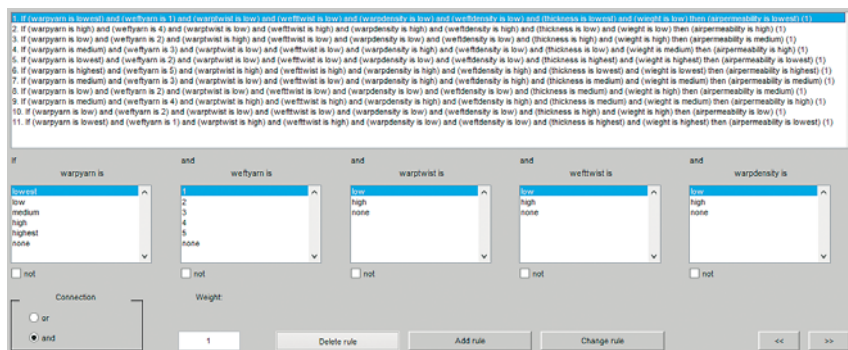 1. If (warpyarn is lowest) and (weftyarn is 1) and (warptwist is low) and (wefttwist is low) and (warpdensity is low) and (weftdensity is low) and (thickness is lowest) and (wieght is low) then (airpermeability is lowest) (1)
2. If (warpyarn is high) and (weftyarn is 4) and (warptwist is low) and (wefttwist is low) and (warpdensity is high) and (weftdensity is high) and (thickness is low) and (wieght is low) then (airpermeability is high) (1)
3. If (warpyarn is low) and (weftyarn is 2) and (warptwist is high) and (wefttwist is low) and (warpdensity is low) and (weftdensity is low) and (thickness is high) and (wieght is high) then (airpermeability is low) (1)
4. If (warpyarn is medium) and (weftyarn is 3) and (warptwist is low) and (wefttwist is low) and (warpdensity is high) and (weftdensity is low) and (thickness is low) and (wieght is medium) then (airpermeability is high) (1)
5. If (warpyarn is lowest) and (weftyarn is 2) and (warptwist is low) and (wefttwist is low) and (warpdensity is low) and (weftdensity is low) and (thickness is highest) and (wieght is highest) then (airpermeability is lowest) (1)
6. If (warpyarn is highest) and (weftyarn is 5) and (warptwist is high) and (wefttwist is high) and (warpdensity is high) and (weftdensity is high) and (thickness is lowest) and (wieght is lowest) then (airpermeability is highest) (1)
7. If (warpyarn is medium) and (weftyarn is 3) and (warptwist is high) and (wefttwist is low) and (warpdensity is high) and (weftdensity is high) and (thickness is medium) and (wieght is medium) then (airpermeability is medium) (1)
8. If (warpyarn is low) and (weftyarn is 2) and (warptwist is low) and (wefttwist is high) and (warpdensity is low) and (weftdensity is low) and (thickness is medium) and (wieght is high) then (airpermeability is medium) (1)
9. If (warpyarn is medium) and (weftyarn is 4) and (warptwist is high) and (wefttwist is high) and (warpdensity is high) and (weftdensity is high) and (thickness is medium) and (wieght is medium) then (airpermeability is high) (1)
10. If (warpyarn is low) and (weftyarn is 2) and (warptwist is high) and (wefttwist is high) and (warpdensity is low) and (weftdensity is low) and (thickness is high) and (wieght is high) then (airpermeability is low) (1)
11. If (warpyarn is lowest) and (weftyarn is 1) and (warptwist is high) and (wefttwist is high) and (warpdensity is low) and (weftdensity is low) and (thickness is highest) and (wieght is highest) then (airpermeability is lowest) (1)
If and and and and
warpyarn is weftyarn is warptwist is wefttwist is warpdensity is
lowest 1 low low low
low 2 high high high
medium 3 none none none
high 4
highest 5
none none
not not not not not
Connection Weight:
or
and 1 Delete rule Add rule Change rule << >>